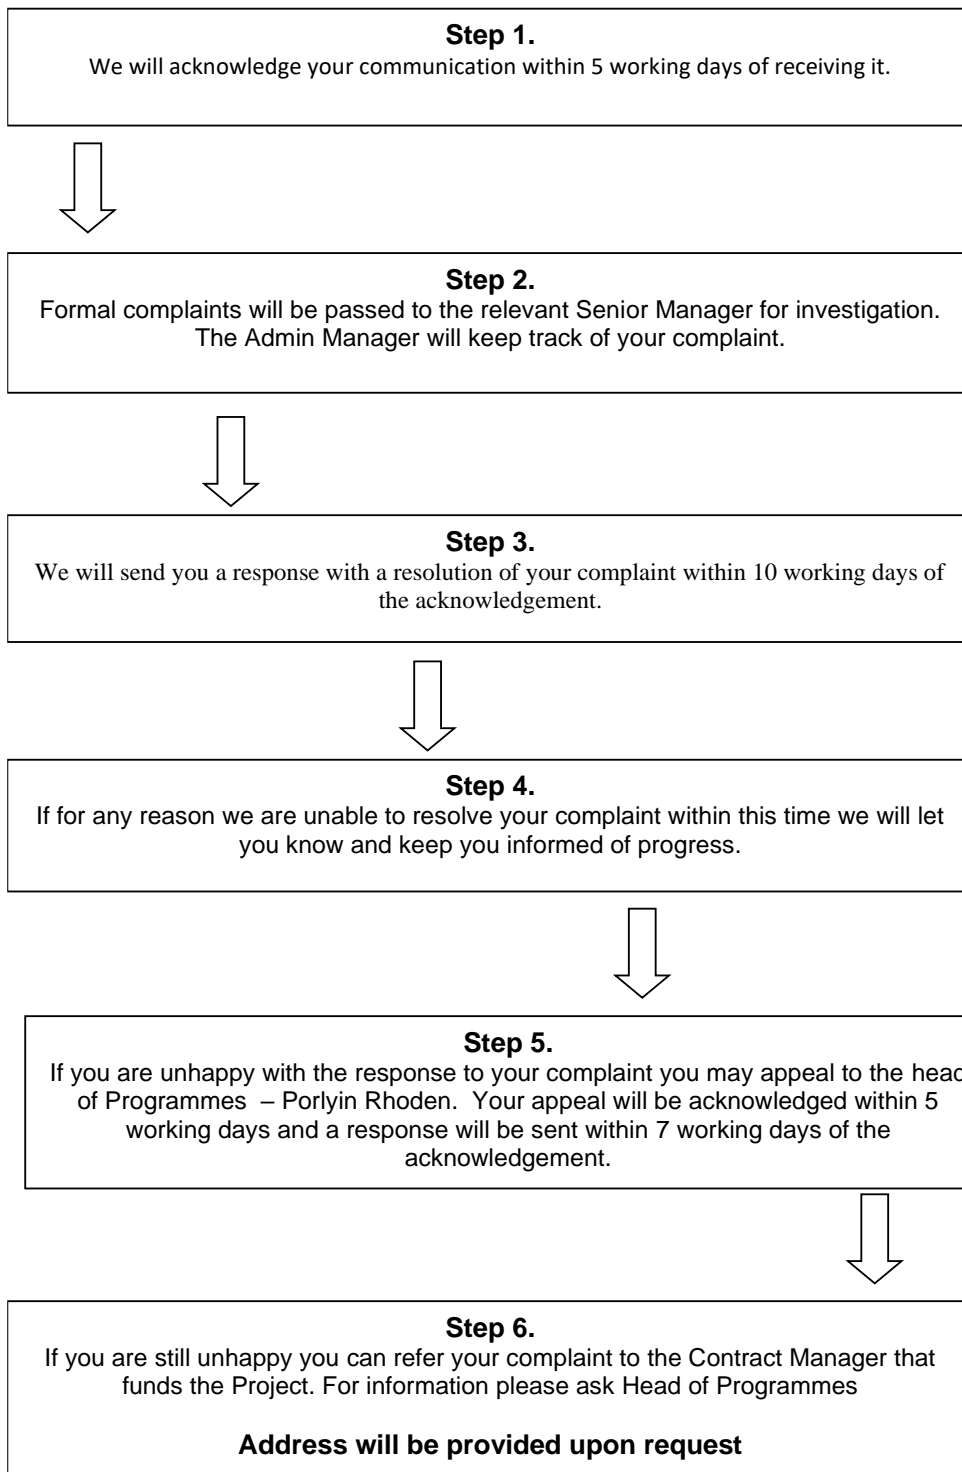 Step 1.
We will acknowledge your communication within 5 working days of receiving it.
Step 2.
Formal complaints will be passed to the relevant Senior Manager for investigation.
The Admin Manager will keep track of your complaint.
Step 3.
We will send you a response with a resolution of your complaint within 10 working days of
the acknowledgement.
Step 4.
If for any reason we are unable to resolve your complaint within this time we will let
you know and keep you informed of progress.
Step 5.
If you are unhappy with the response to your complaint you may appeal to the head
of Programmes – Porlyin Rhoden. Your appeal will be acknowledged within 5
working days and a response will be sent within 7 working days of the
acknowledgement.
Step 6.
If you are still unhappy you can refer your complaint to the Contract Manager that
funds the Project. For information please ask Head of Programmes
Address will be provided upon request